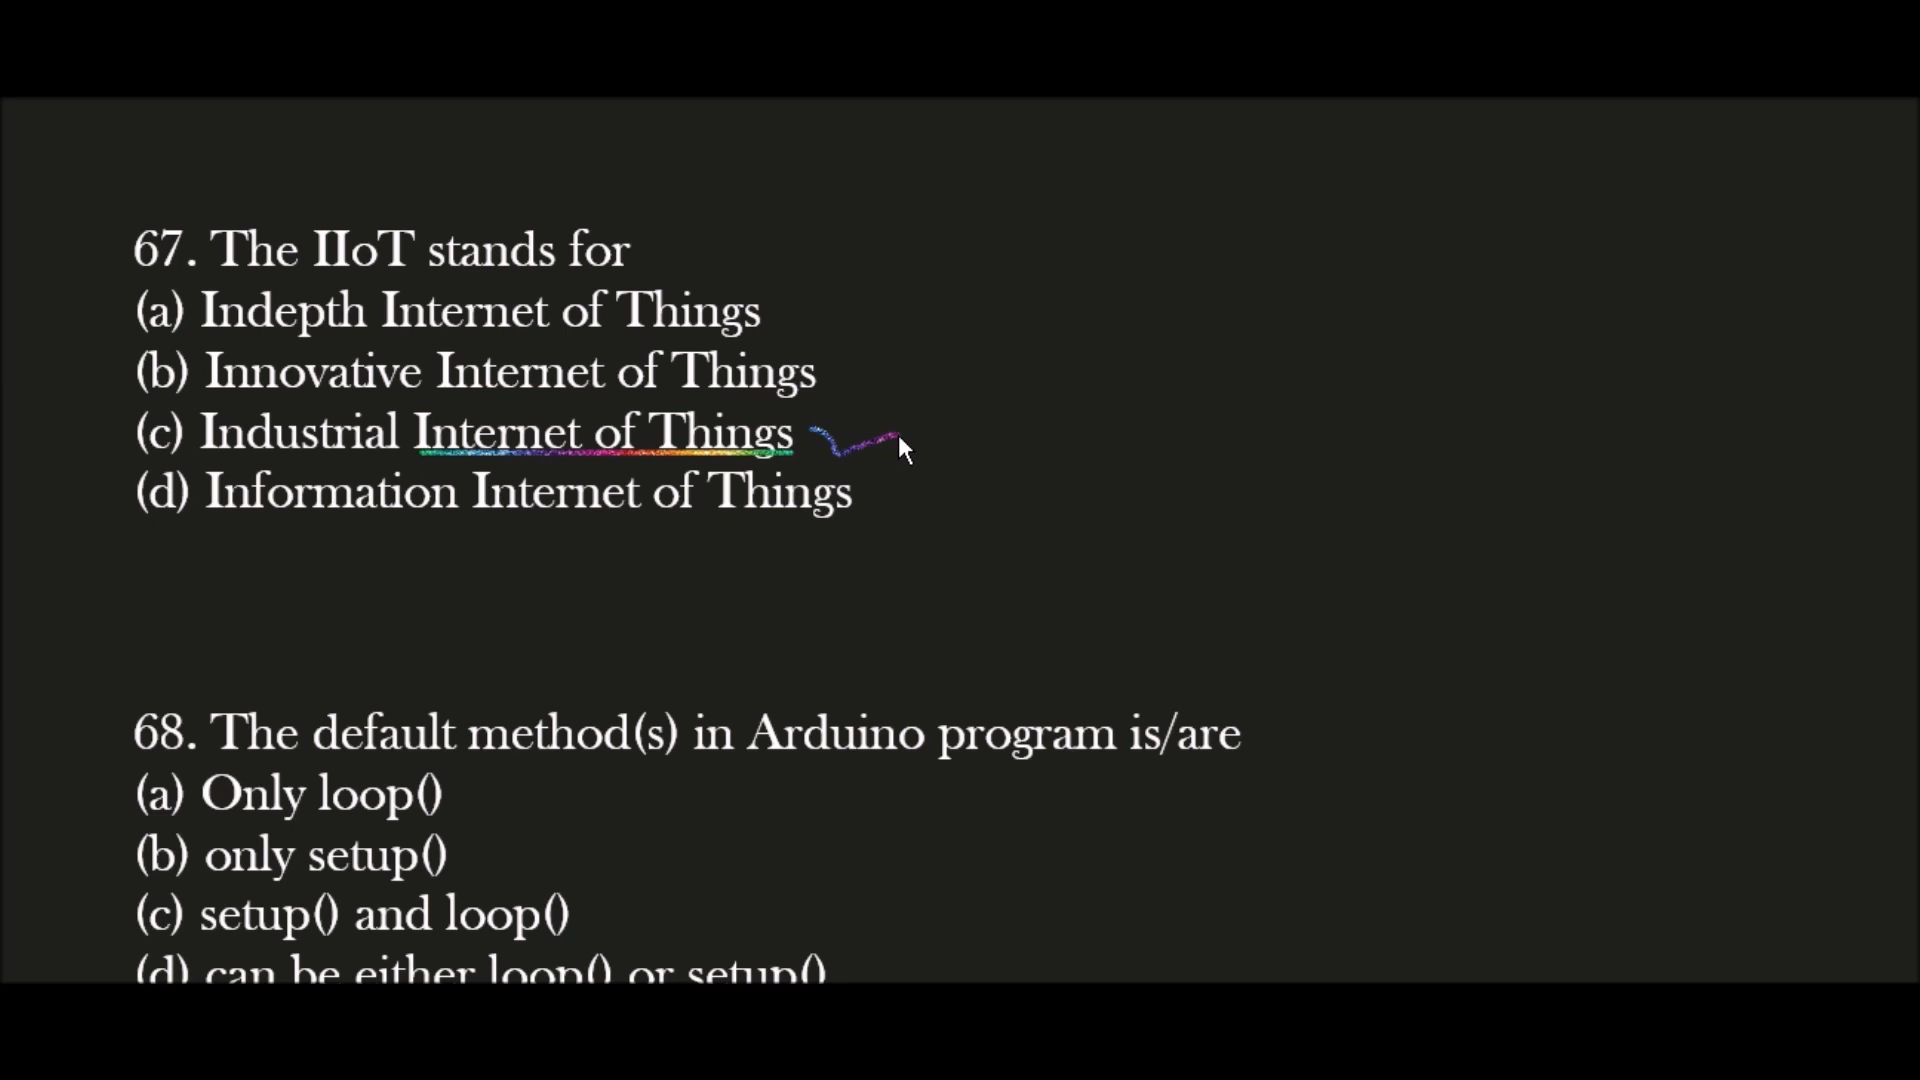 67. The IIoT stands for
(a) Indepth Internet of Things
(b) Innovative Internet of Things
(c) Industrial Internet of Things
(d) Information Internet of Things
68. The default method(s) in Arduino program is/are
(a) Only loop()
(b) only setup()
(c) setup() and loop()
(d) can be either loop() or setup()